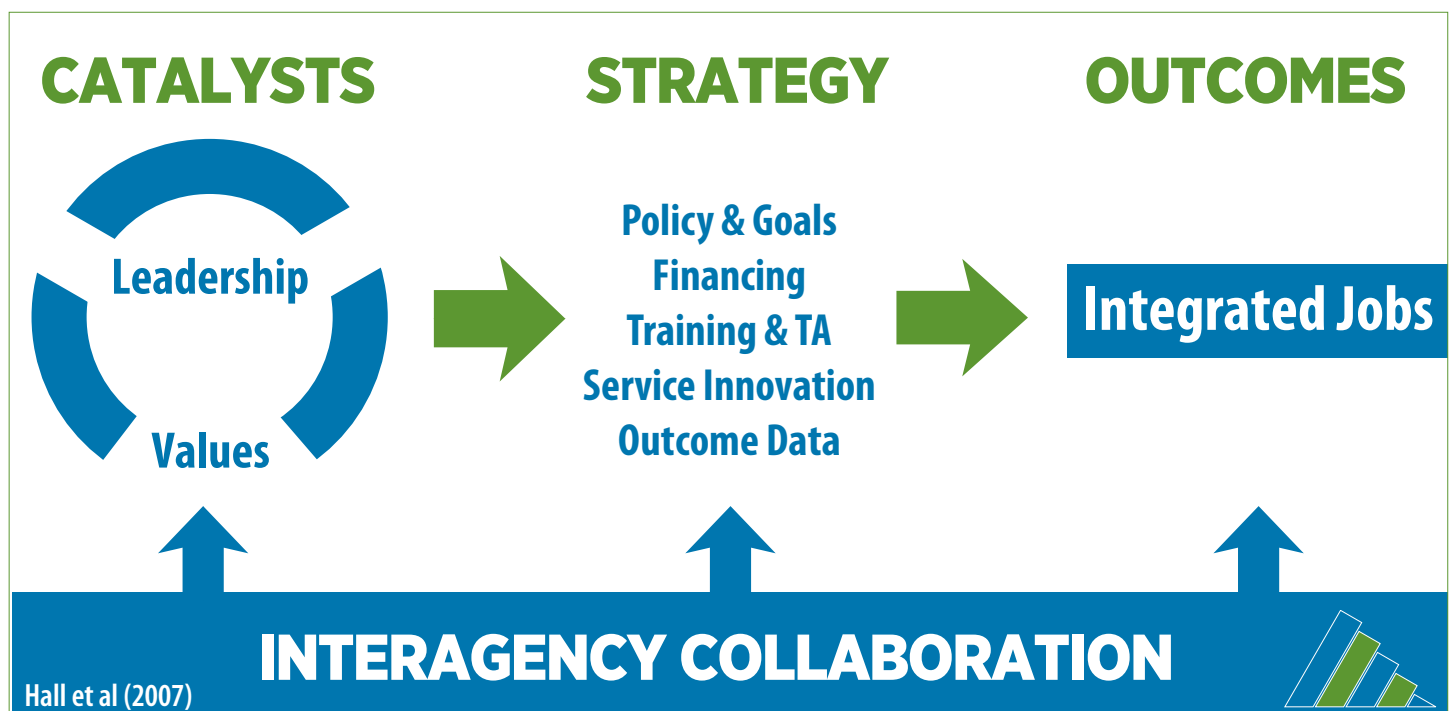 CATALYSTS
Leadership
Values
STRATEGY
Policy & Goals
Financing
Training & TA
Service Innovation
Outcome Data
OUTCOMES
Integrated Jobs
INTERAGENCY COLLABORATION
Hall et al (2007)